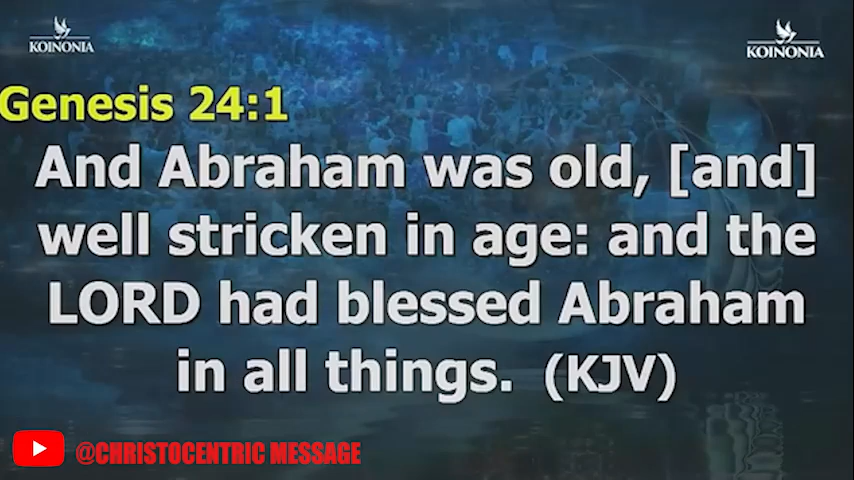 KOINONIA
KOINONIA
Genesis 24:1
And Abraham was old, [and]
well stricken in age: and the
LORD had blessed Abraham
in all things. (KJV)
@CHRISTOCENTRIC MESSAGE